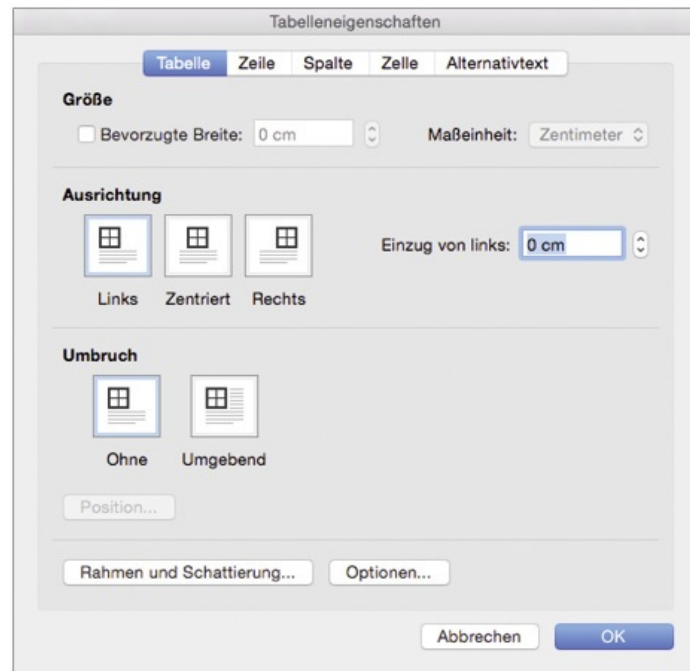 Tabelleneigenschaften
Tabelle Zeile Spalte Zelle Alternativtext
Größe
Bevorzugte Breite: 0 cm Maßeinheit: Zentimeter
Ausrichtung
Einzug von links: 0 cm
Links Zentriert Rechts
Umbruch
Ohne Umgebend
Position...
Rahmen und Schattierung... Optionen...
Abbrechen OK